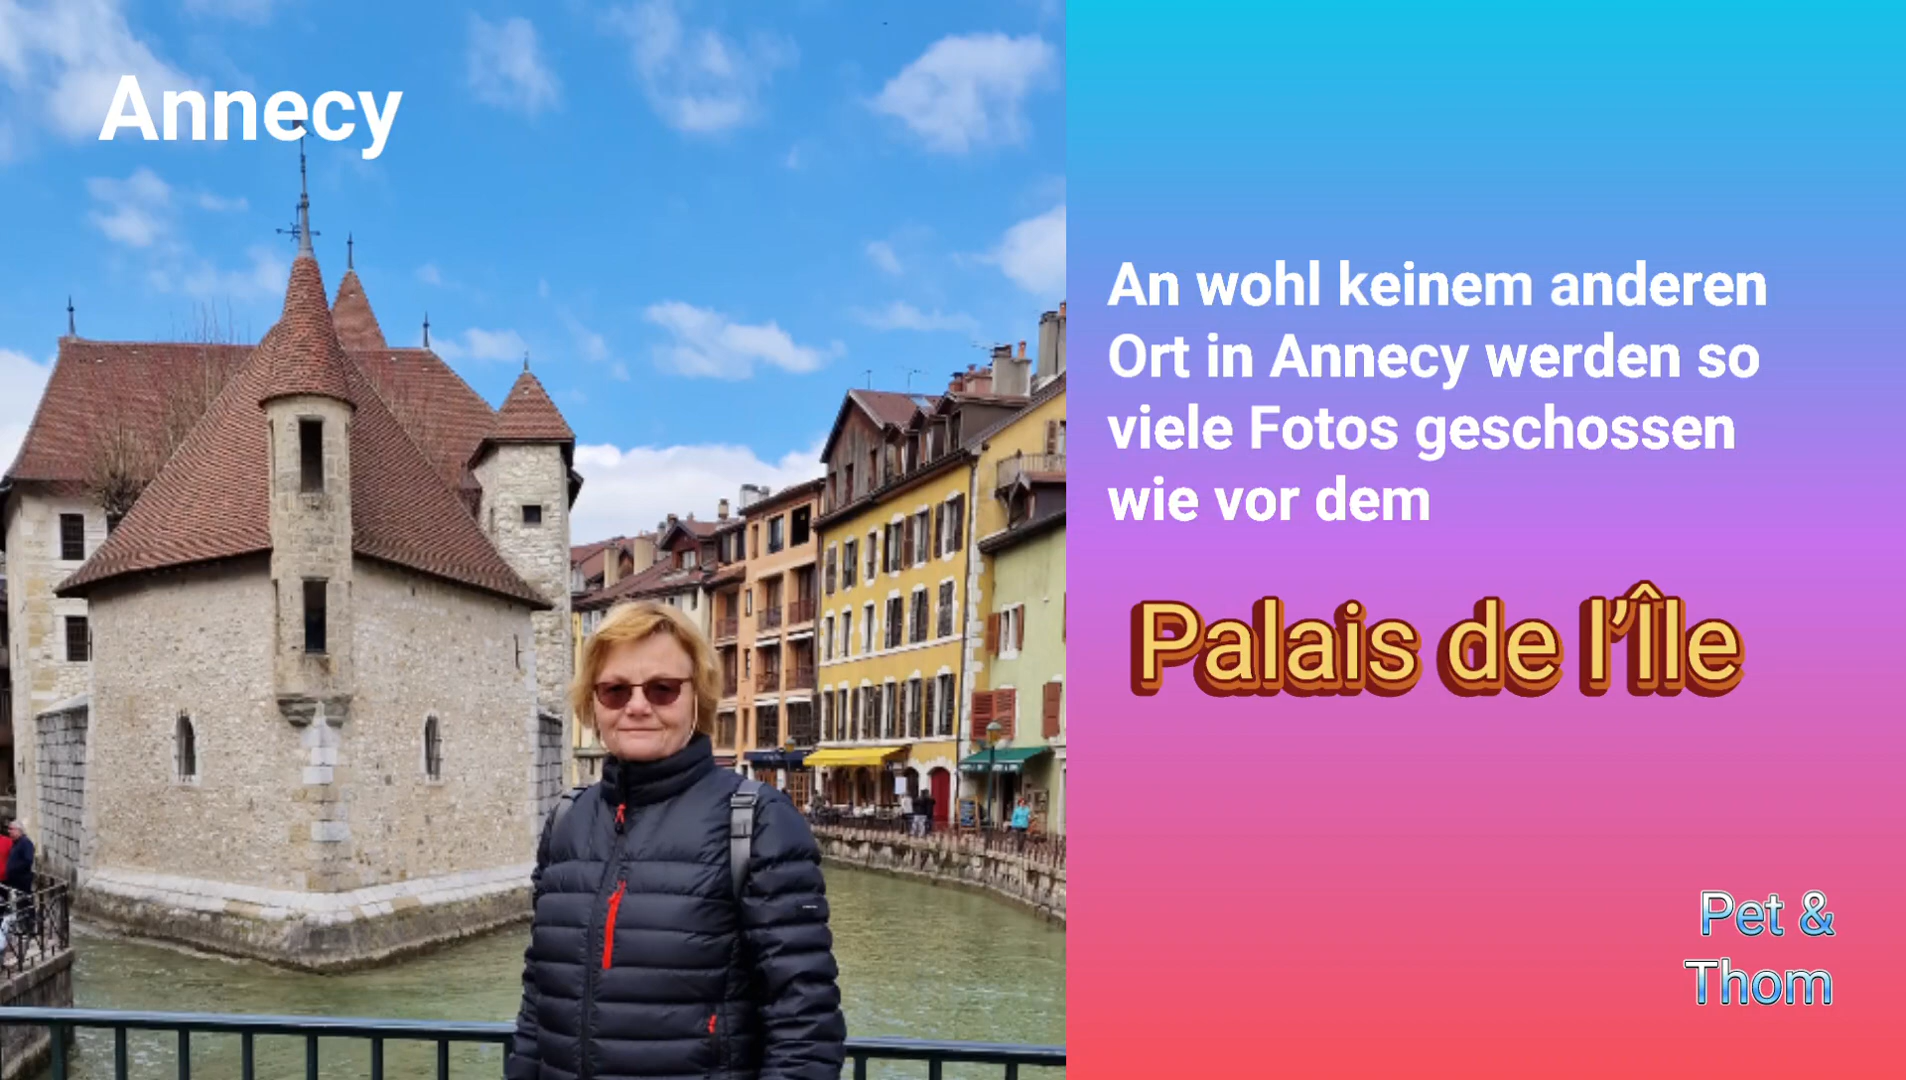 Annecy
An wohl keinem anderen
Ort in Annecy werden so
viele Fotos geschossen
wie vor dem
Palais de l’Île
Pet &
Thom